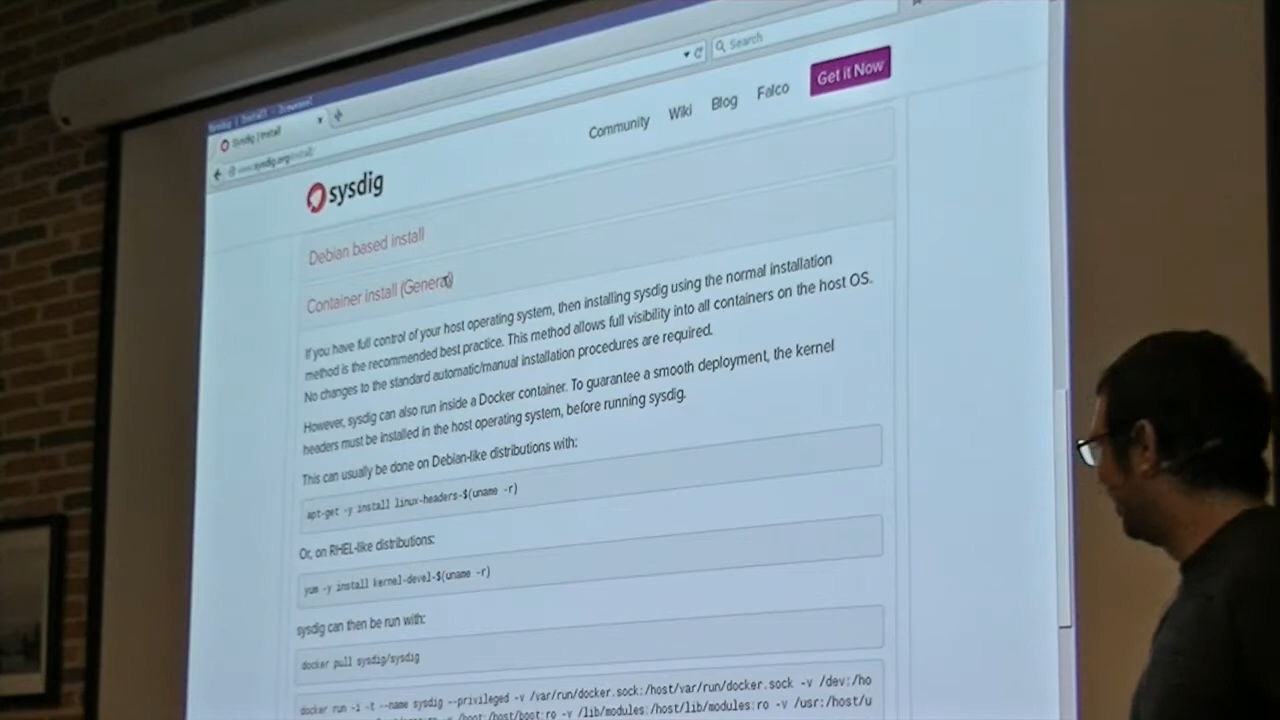 Sysdig | Install
Search
www.sysdig.org/install/
Community Wiki Blog Falco Get it Now
sysdig
Debian based install
Container install (General)
If you have full control of your host operating system, then installing sysdig using the normal installation
method is the recommended best practice. This method allows full visibility into all containers on the host OS.
No changes to the standard automatic/manual installation procedures are required.
However, sysdig can also run inside a Docker container. To guarantee a smooth deployment, the kernel
headers must be installed in the host operating system, before running sysdig.
This can usually be done on Debian-like distributions with:
apt-get -y install linux-headers-$(uname -r)
Or, on RHEL-like distributions:
yum -y install kernel-devel-$(uname -r)
sysdig can then be run with:
docker pull sysdig/sysdig
docker run -i -t --name sysdig --privileged -v /var/run/docker.sock:/host/var/run/docker.sock -v /dev:/ho
/boot:/host/boot:ro -v /lib/modules:/host/lib/modules:ro -v /usr:/host/u